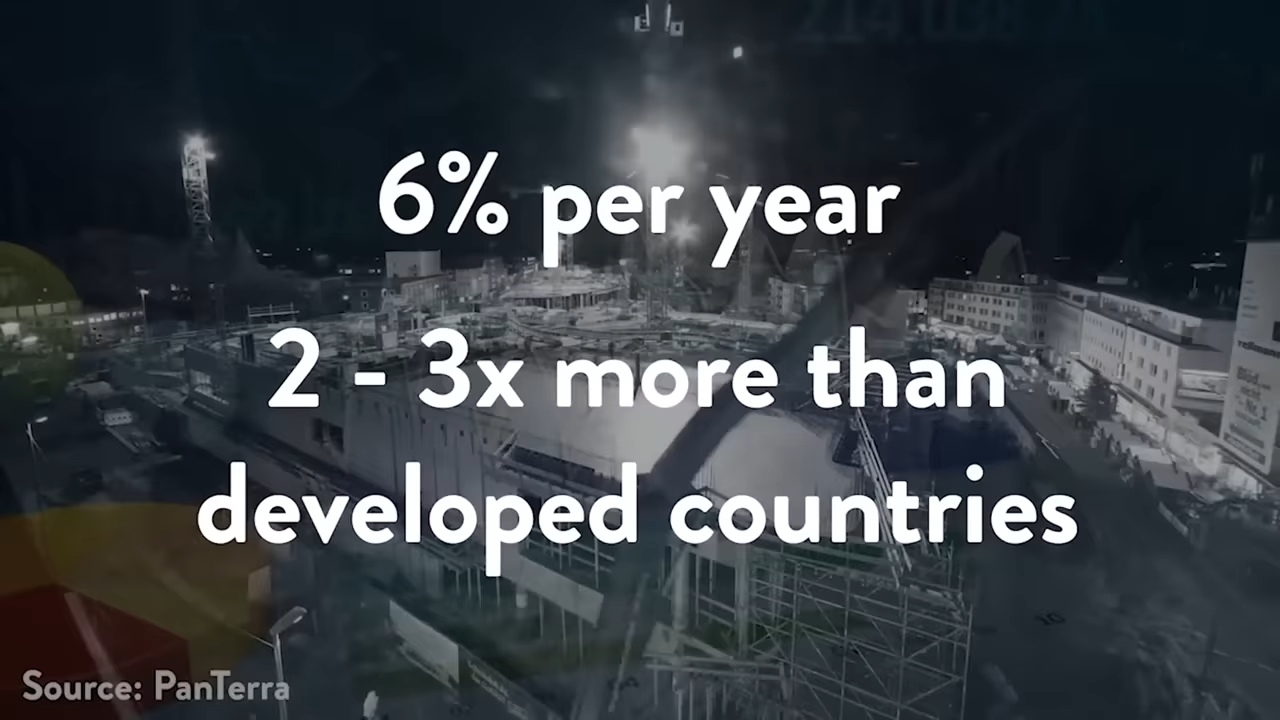 6% per year
2 - 3x more than
developed countries
Source: PanTerra